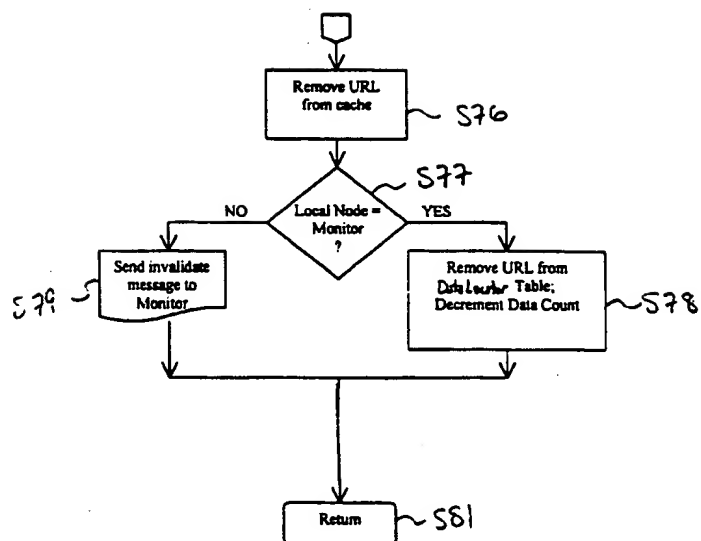 Remove URL
from cache
S76
S77
NO
Local Node =
Monitor
?
YES
Send invalidate
message to
Monitor
S79
Remove URL from
Data Locator Table;
Decrement Data Count
S78
Return
S81